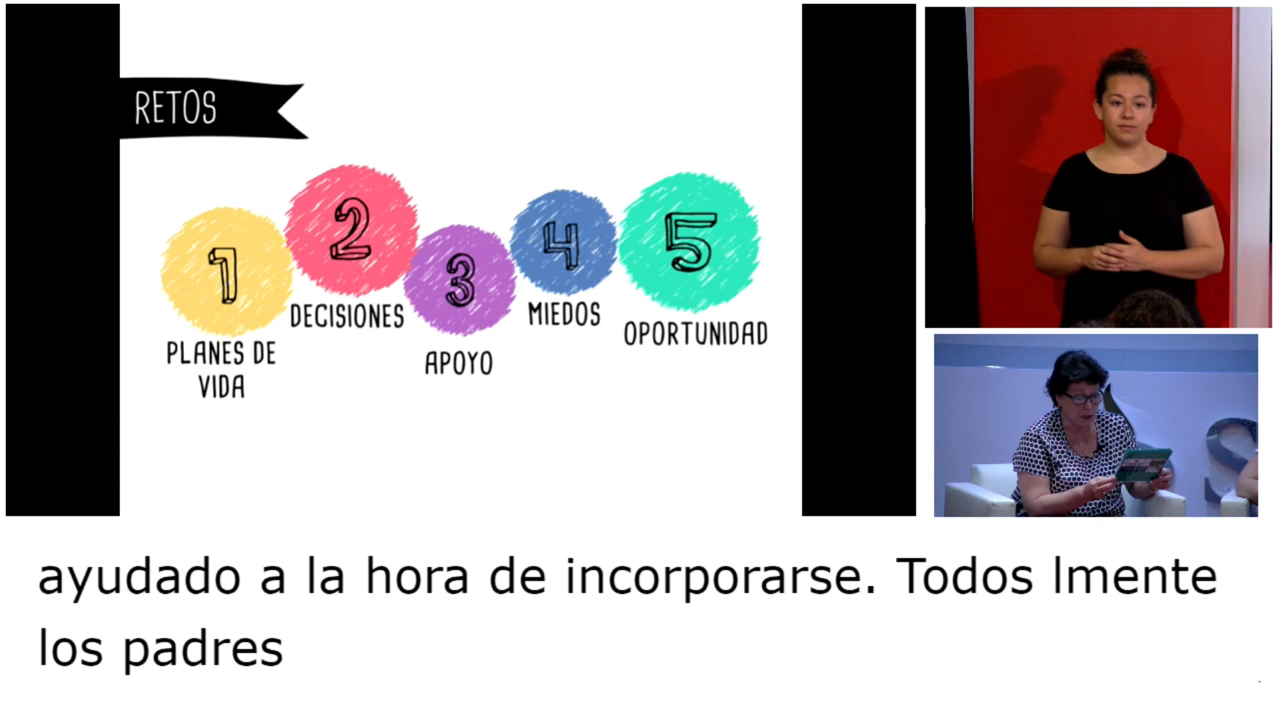 RETOS
1
2
3
4
5
PLANES DE
VIDA
DECISIONES
APOYO
MIEDOS
OPORTUNIDAD
S
ayudado a la hora de incorporarse. Todos lmente
los padres